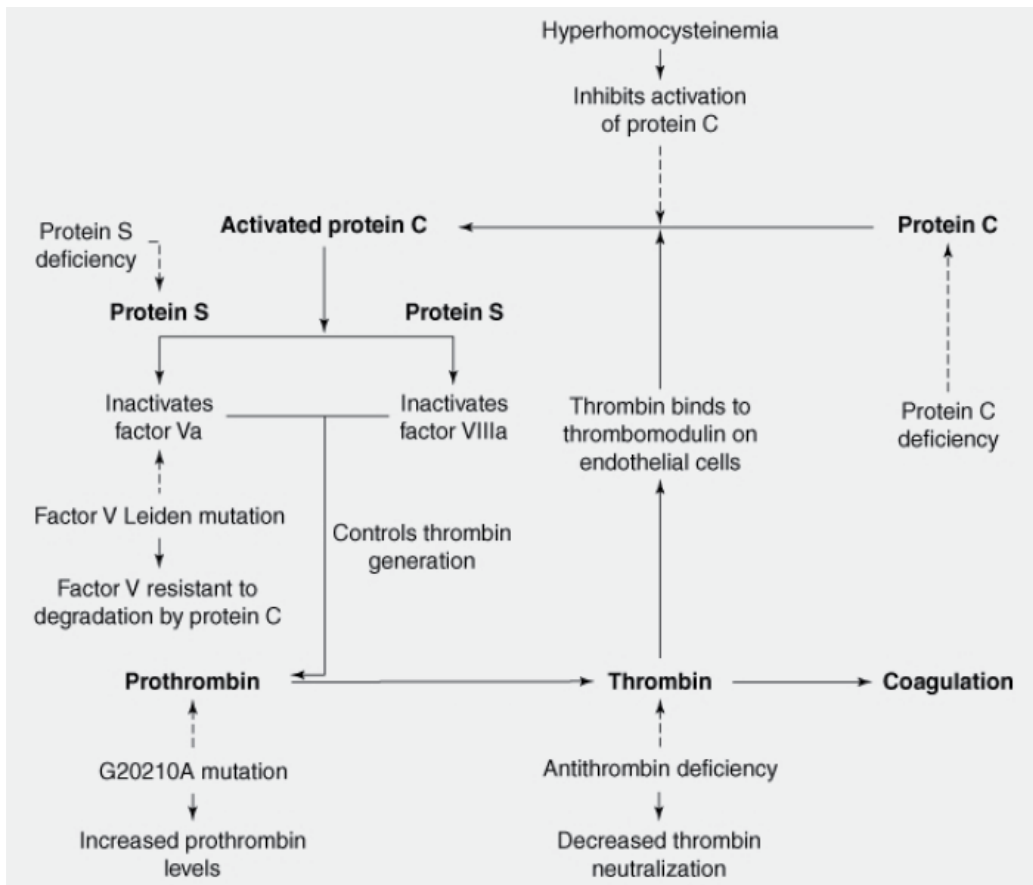 Hyperhomocysteinemia
Inhibits activation
of protein C
Protein S
deficiency
Activated protein C
Protein C
Protein S
Protein S
Inactivates
factor Va
Inactivates
factor VIIIa
Thrombin binds to
thrombomodulin on
endothelial cells
Protein C
deficiency
Factor V Leiden mutation
Controls thrombin
generation
Factor V resistant to
degradation by protein C
Prothrombin
Thrombin
Coagulation
G20210A mutation
Antithrombin deficiency
Increased prothrombin
levels
Decreased thrombin
neutralization